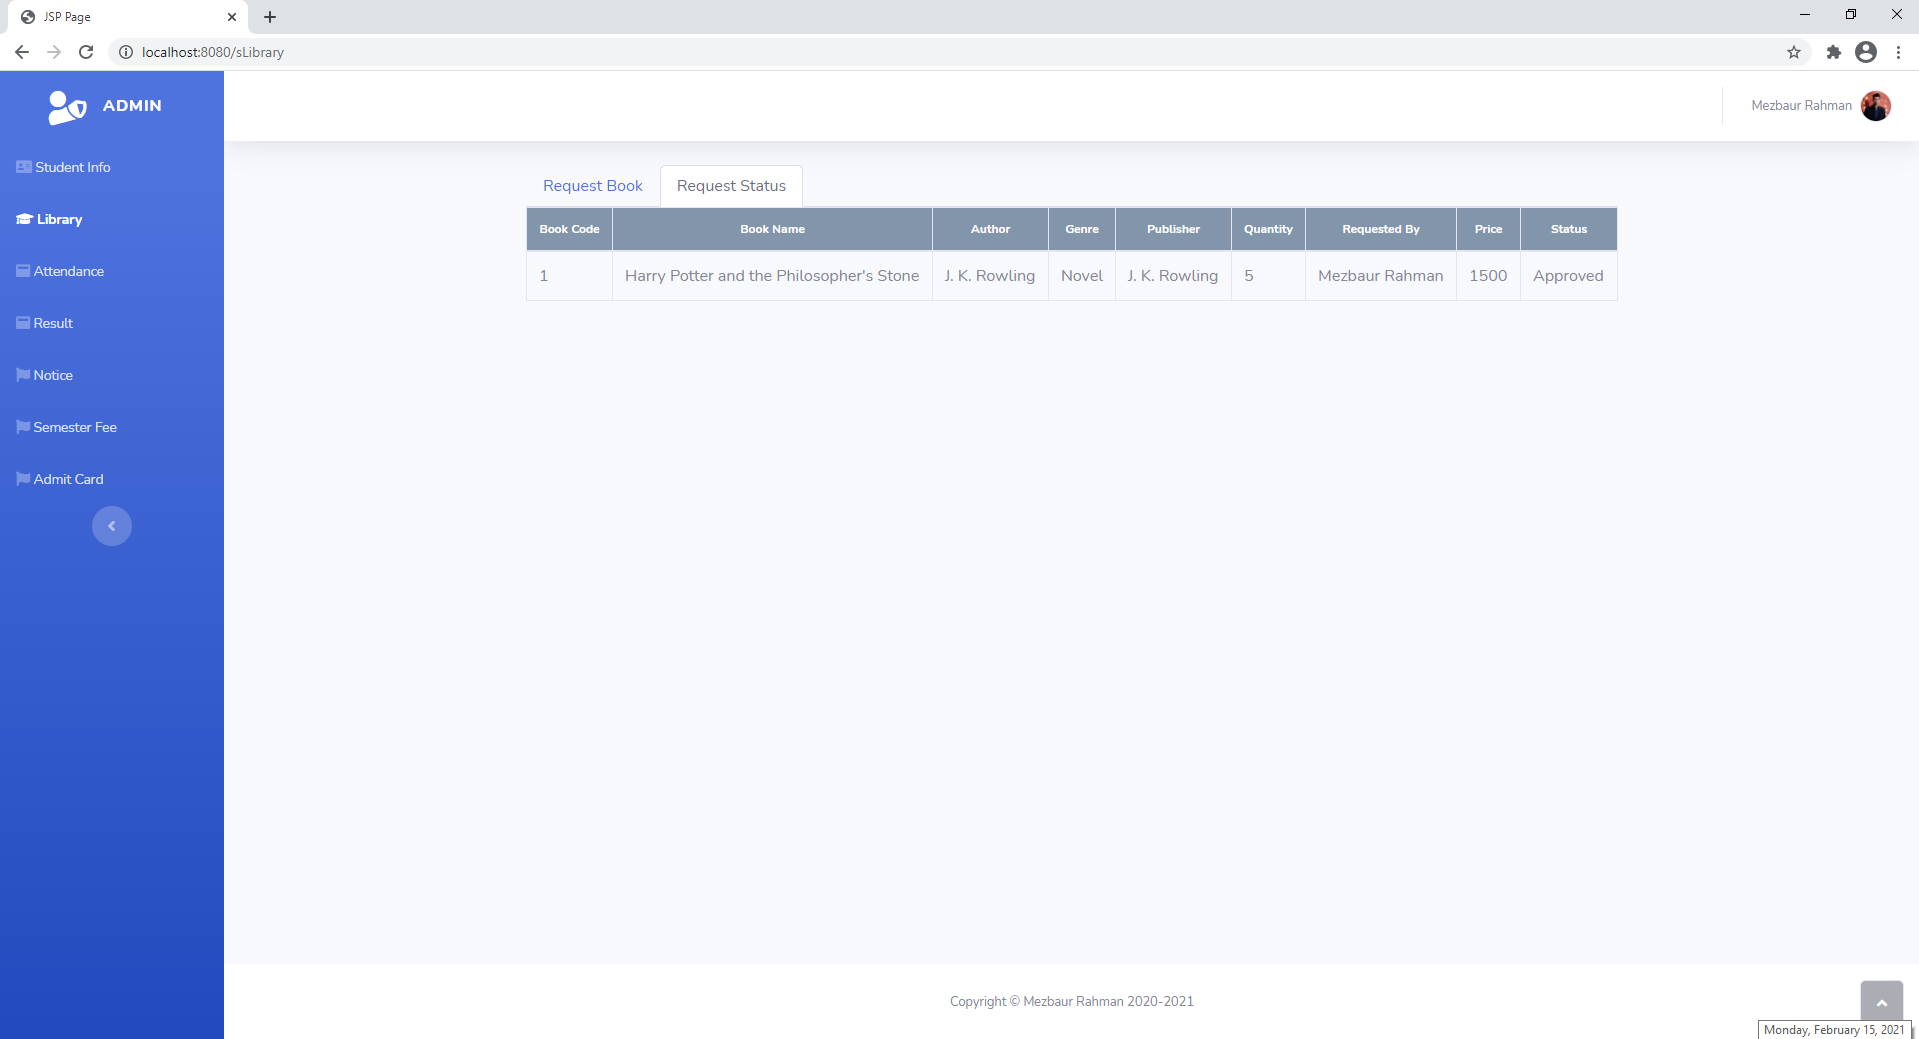 JSP Page
localhost:8080/sLibrary
ADMIN
Mezbaur Rahman
Student Info
Library
Attendance
Result
Notice
Semester Fee
Admit Card
Request Book Request Status
Book Code Book Name Author Genre Publisher Quantity Requested By Price Status
1 Harry Potter and the Philosopher's Stone J. K. Rowling Novel J. K. Rowling 5 Mezbaur Rahman 1500 Approved
Copyright © Mezbaur Rahman 2020-2021
Monday, February 15, 2021